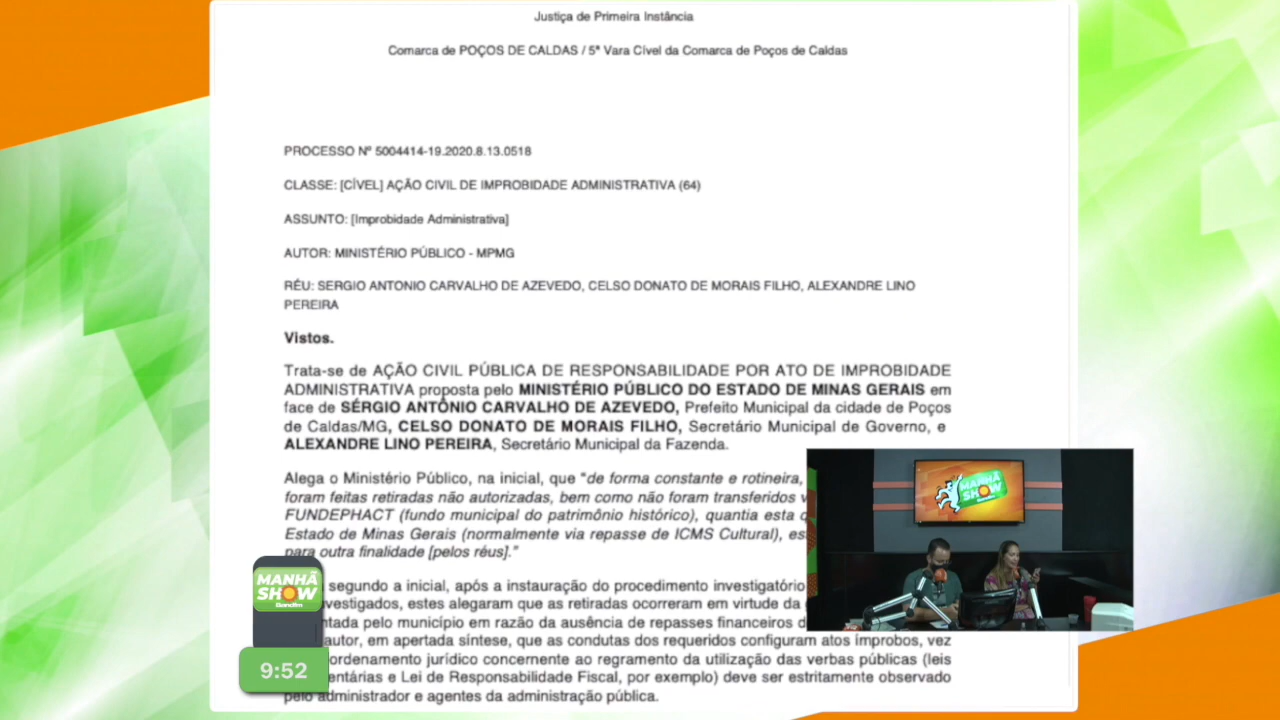 Justiça de Primeira Instância
Comarca de POÇOS DE CALDAS / 5ª Vara Cível da Comarca de Poços de Caldas
PROCESSO Nº 5004414-19.2020.8.13.0518
CLASSE: [CÍVEL] AÇÃO CIVIL DE IMPROBIDADE ADMINISTRATIVA (64)
ASSUNTO: [Improbidade Administrativa]
AUTOR: MINISTÉRIO PÚBLICO - MPMG
RÉU: SERGIO ANTONIO CARVALHO DE AZEVEDO, CELSO DONATO DE MORAIS FILHO, ALEXANDRE LINO
PEREIRA
Vistos.
Trata-se de AÇÃO CIVIL PÚBLICA DE RESPONSABILIDADE POR ATO DE IMPROBIDADE
ADMINISTRATIVA proposta pelo MINISTÉRIO PÚBLICO DO ESTADO DE MINAS GERAIS em
face de SÉRGIO ANTÔNIO CARVALHO DE AZEVEDO, Prefeito Municipal da cidade de Poços
de Caldas/MG, CELSO DONATO DE MORAIS FILHO, Secretário Municipal de Governo, e
ALEXANDRE LINO PEREIRA, Secretário Municipal da Fazenda.
Alega o Ministério Público, na inicial, que "de forma constante e rotineira,
foram feitas retiradas não autorizadas, bem como não foram transferidos
FUNDEPHACT (fundo municipal do patrimônio histórico), quantia esta
Estado de Minas Gerais (normalmente via repasse de ICMS Cultural),
para outra finalidade [pelos réus]."
segundo a inicial, após a instauração do procedimento investigatório
investigados, estes alegaram que as retiradas ocorreram em virtude da
pelo município em razão da ausência de repasses financeiros
autor, em apertada síntese, que as condutas dos requeridos configuram atos ímprobos, vez
ordenamento jurídico concernente ao regramento da utilização das verbas públicas (leis
e Lei de Responsabilidade Fiscal, por exemplo) deve ser estritamente observado
pelo administrador e agentes da administração pública.
MANHÃ
SHOW
Bandfm
9:52
MANHÃ
SHOW